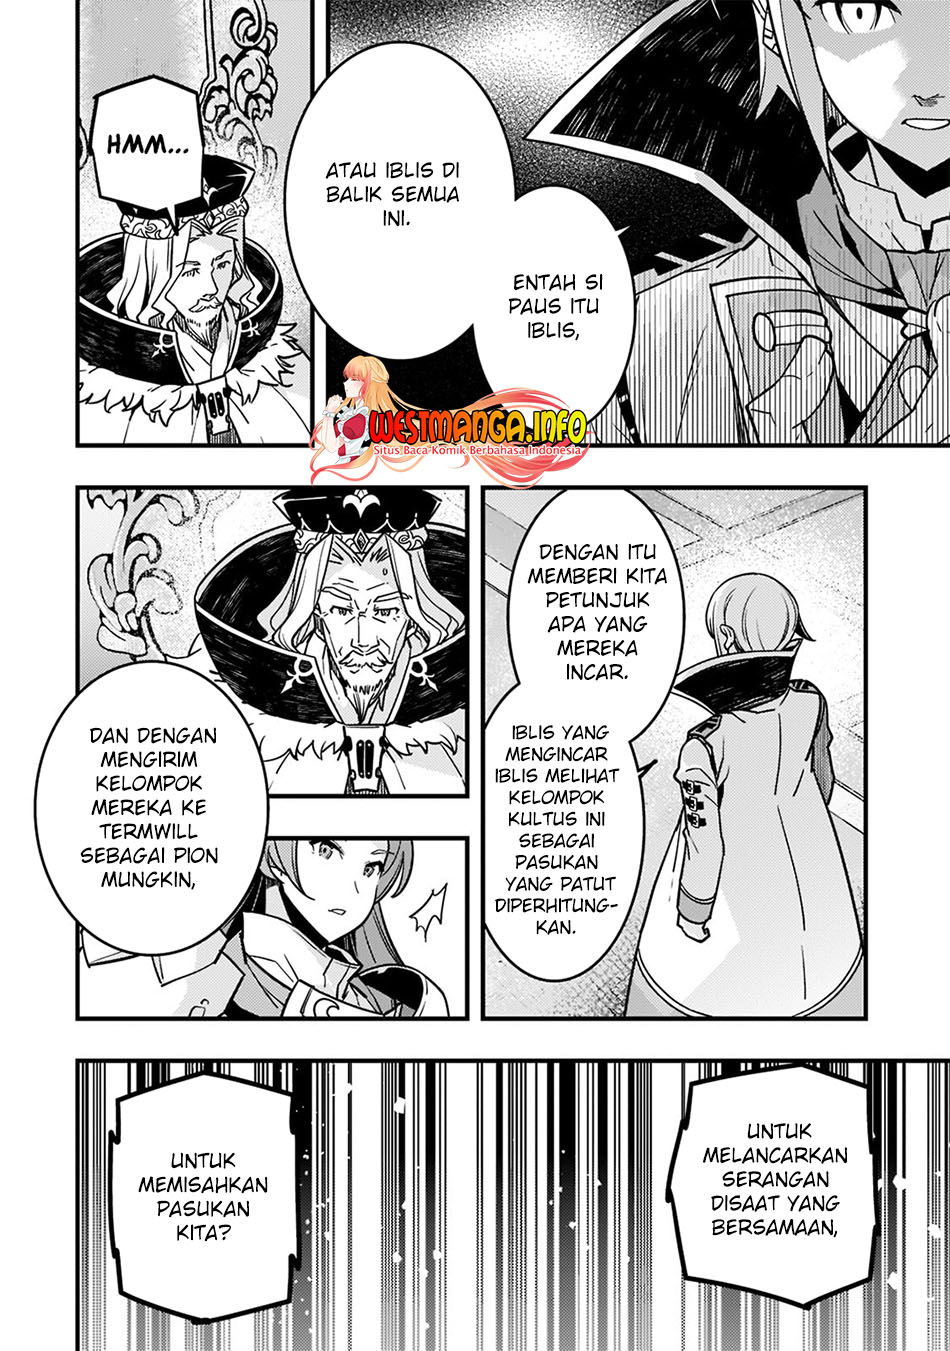 ENTAH SI
PAUS ITU
IBLIS,
ATAU IBLIS DI
BALIK SEMUA
INI.
HMM...
WESTMANGA.INFO
Situs Baca Komik Berbahasa Indonesia
DENGAN ITU
MEMBERI KITA
PETUNJUK
APA YANG
MEREKA
INCAR.
IBLIS YANG
MENGINCAR
IBLIS MELIHAT
KELOMPOK
KULTUS INI
SEBAGAI
PASUKAN
YANG PATUT
DIPERHITUNG-
KAN.
DAN DENGAN
MENGIRIM
KELOMPOK
MEREKA KE
TERMWILL
SEBAGAI PION
MUNGKIN,
UNTUK
MELANCARKAN
SERANGAN
DISAAT YANG
BERSAMAAN,
UNTUK
MEMISAHKAN
PASUKAN
KITA?